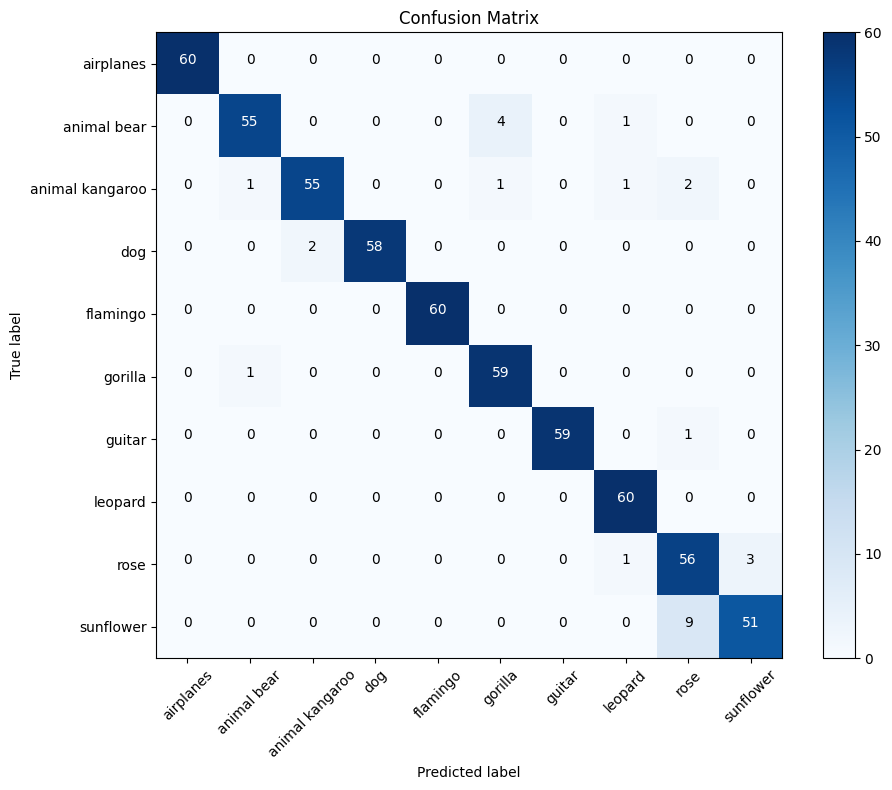 Confusion Matrix
airplanes 60 0 0 0 0 0 0 0 0 0
animal bear 0 55 0 0 0 4 0 1 0 0
animal kangaroo 0 1 55 0 0 1 0 1 2 0
dog 0 0 2 58 0 0 0 0 0 0
flamingo 0 0 0 0 60 0 0 0 0 0
gorilla 0 1 0 0 0 59 0 0 0 0
guitar 0 0 0 0 0 0 59 0 1 0
leopard 0 0 0 0 0 0 0 60 0 0
rose 0 0 0 0 0 0 0 1 56 3
sunflower 0 0 0 0 0 0 0 0 9 51
airplanes animal bear animal kangaroo dog flamingo gorilla guitar leopard rose sunflower
Predicted label
True label
60
50
40
30
20
10
0